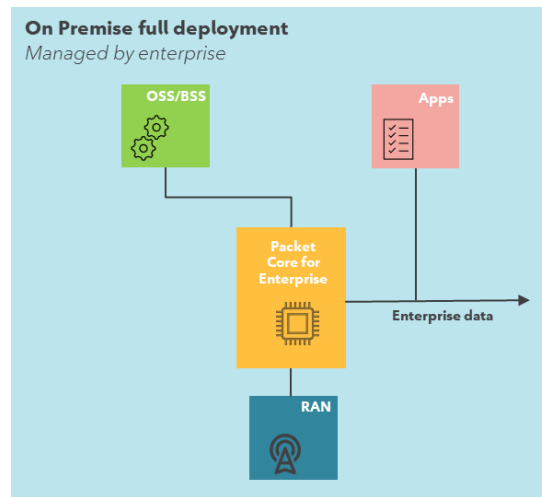 On Premise full deployment
Managed by enterprise
OSS/BSS
Apps
Packet
Core for
Enterprise
Enterprise data
RAN